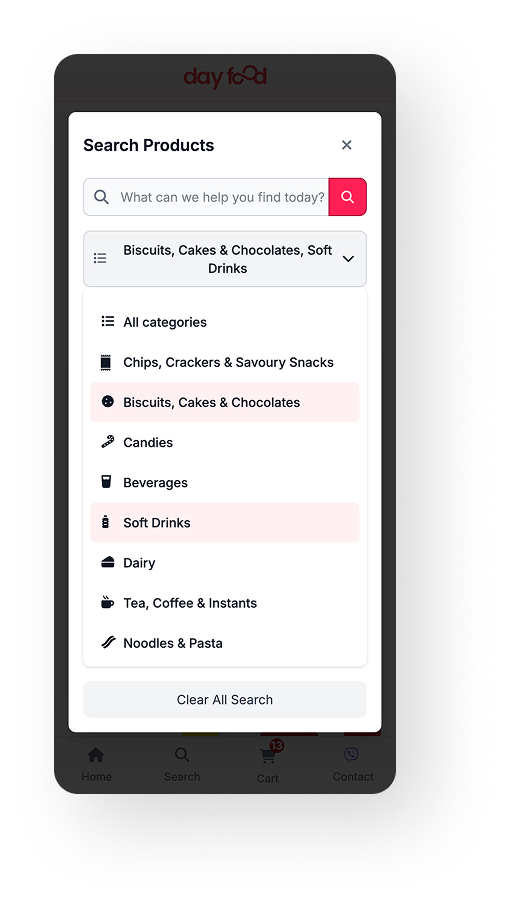 day food
Search Products
What can we help you find today?
Biscuits, Cakes & Chocolates, Soft
Drinks
All categories
Chips, Crackers & Savoury Snacks
Biscuits, Cakes & Chocolates
Candies
Beverages
Soft Drinks
Dairy
Tea, Coffee & Instants
Noodles & Pasta
Clear All Search
13
Home
Search
Cart
Contact